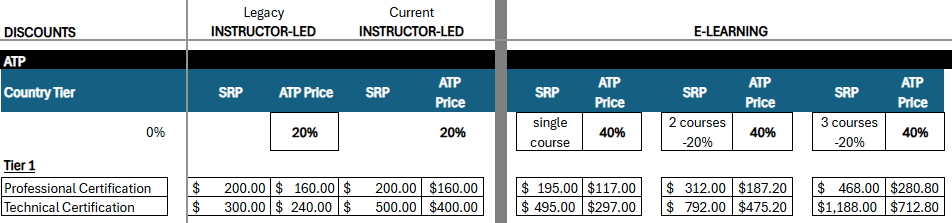 Legacy Current
DISCOUNTS INSTRUCTOR-LED INSTRUCTOR-LED E-LEARNING
ATP
Country Tier SRP ATP Price SRP ATP Price SRP ATP Price SRP ATP Price SRP ATP Price
0% 20% 20% single course 40% 2 courses -20% 40% 3 courses -20% 40%
Tier 1
Professional Certification $ 200.00 $ 160.00 $ 200.00 $160.00 $ 195.00 $117.00 $ 312.00 $187.20 $ 468.00 $280.80
Technical Certification $ 300.00 $ 240.00 $ 500.00 $400.00 $ 495.00 $297.00 $ 792.00 $475.20 $1,188.00 $712.80